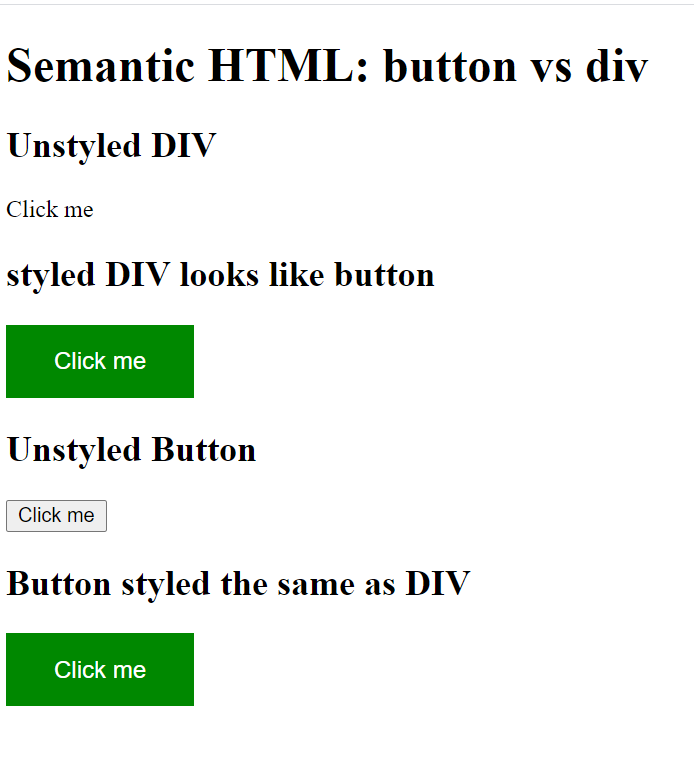 Semantic HTML: button vs div
Unstyled DIV
Click me
styled DIV looks like button
Click me
Unstyled Button
Click me
Button styled the same as DIV
Click me